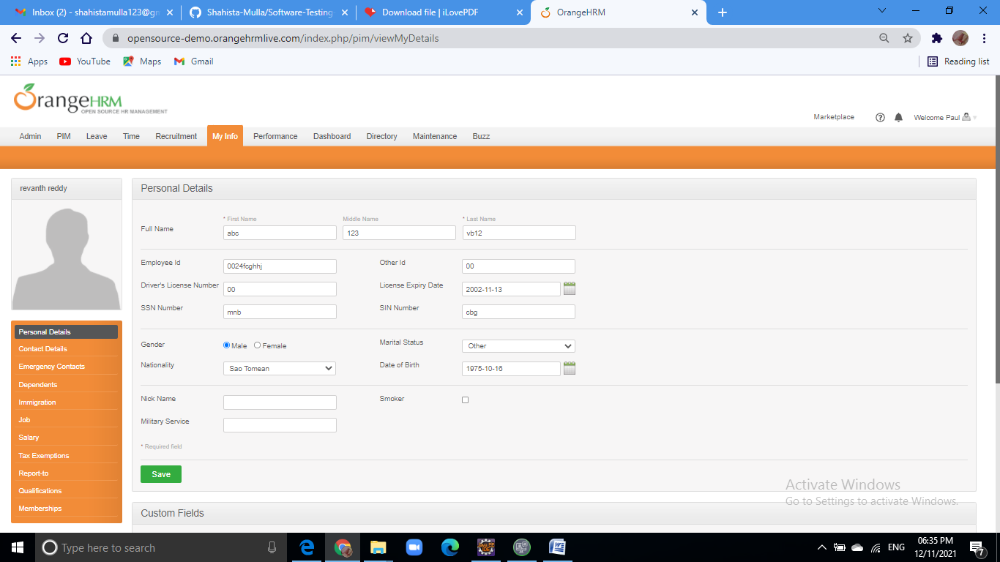 Inbox (2) - shahistamulla123@gm
Shahista-Mulla/Software-Testing
Download file | iLovePDF
OrangeHRM
opensource-demo.orangehrmlive.com/index.php/pim/viewMyDetails
Apps YouTube Maps Gmail Reading list
OrangeHRM
OPEN SOURCE HR MANAGEMENT
Marketplace Welcome Paul
Admin PIM Leave Time Recruitment My Info Performance Dashboard Directory Maintenance Buzz
revanth reddy
Personal Details
Contact Details
Emergency Contacts
Dependents
Immigration
Job
Salary
Tax Exemptions
Report-to
Qualifications
Memberships
Personal Details
* First Name Middle Name * Last Name
Full Name abc 123 vb12
Employee Id 0024fcghhj Other Id 00
Driver's License Number 00 License Expiry Date 2002-11-13
SSN Number mnb SIN Number cbg
Gender Male Female Marital Status Other
Nationality Sao Tomean Date of Birth 1975-10-16
Nick Name Smoker
Military Service
* Required field
Save
Custom Fields
Activate Windows
Go to Settings to activate Windows.
Type here to search
ENG
06:35 PM
12/11/2021
7